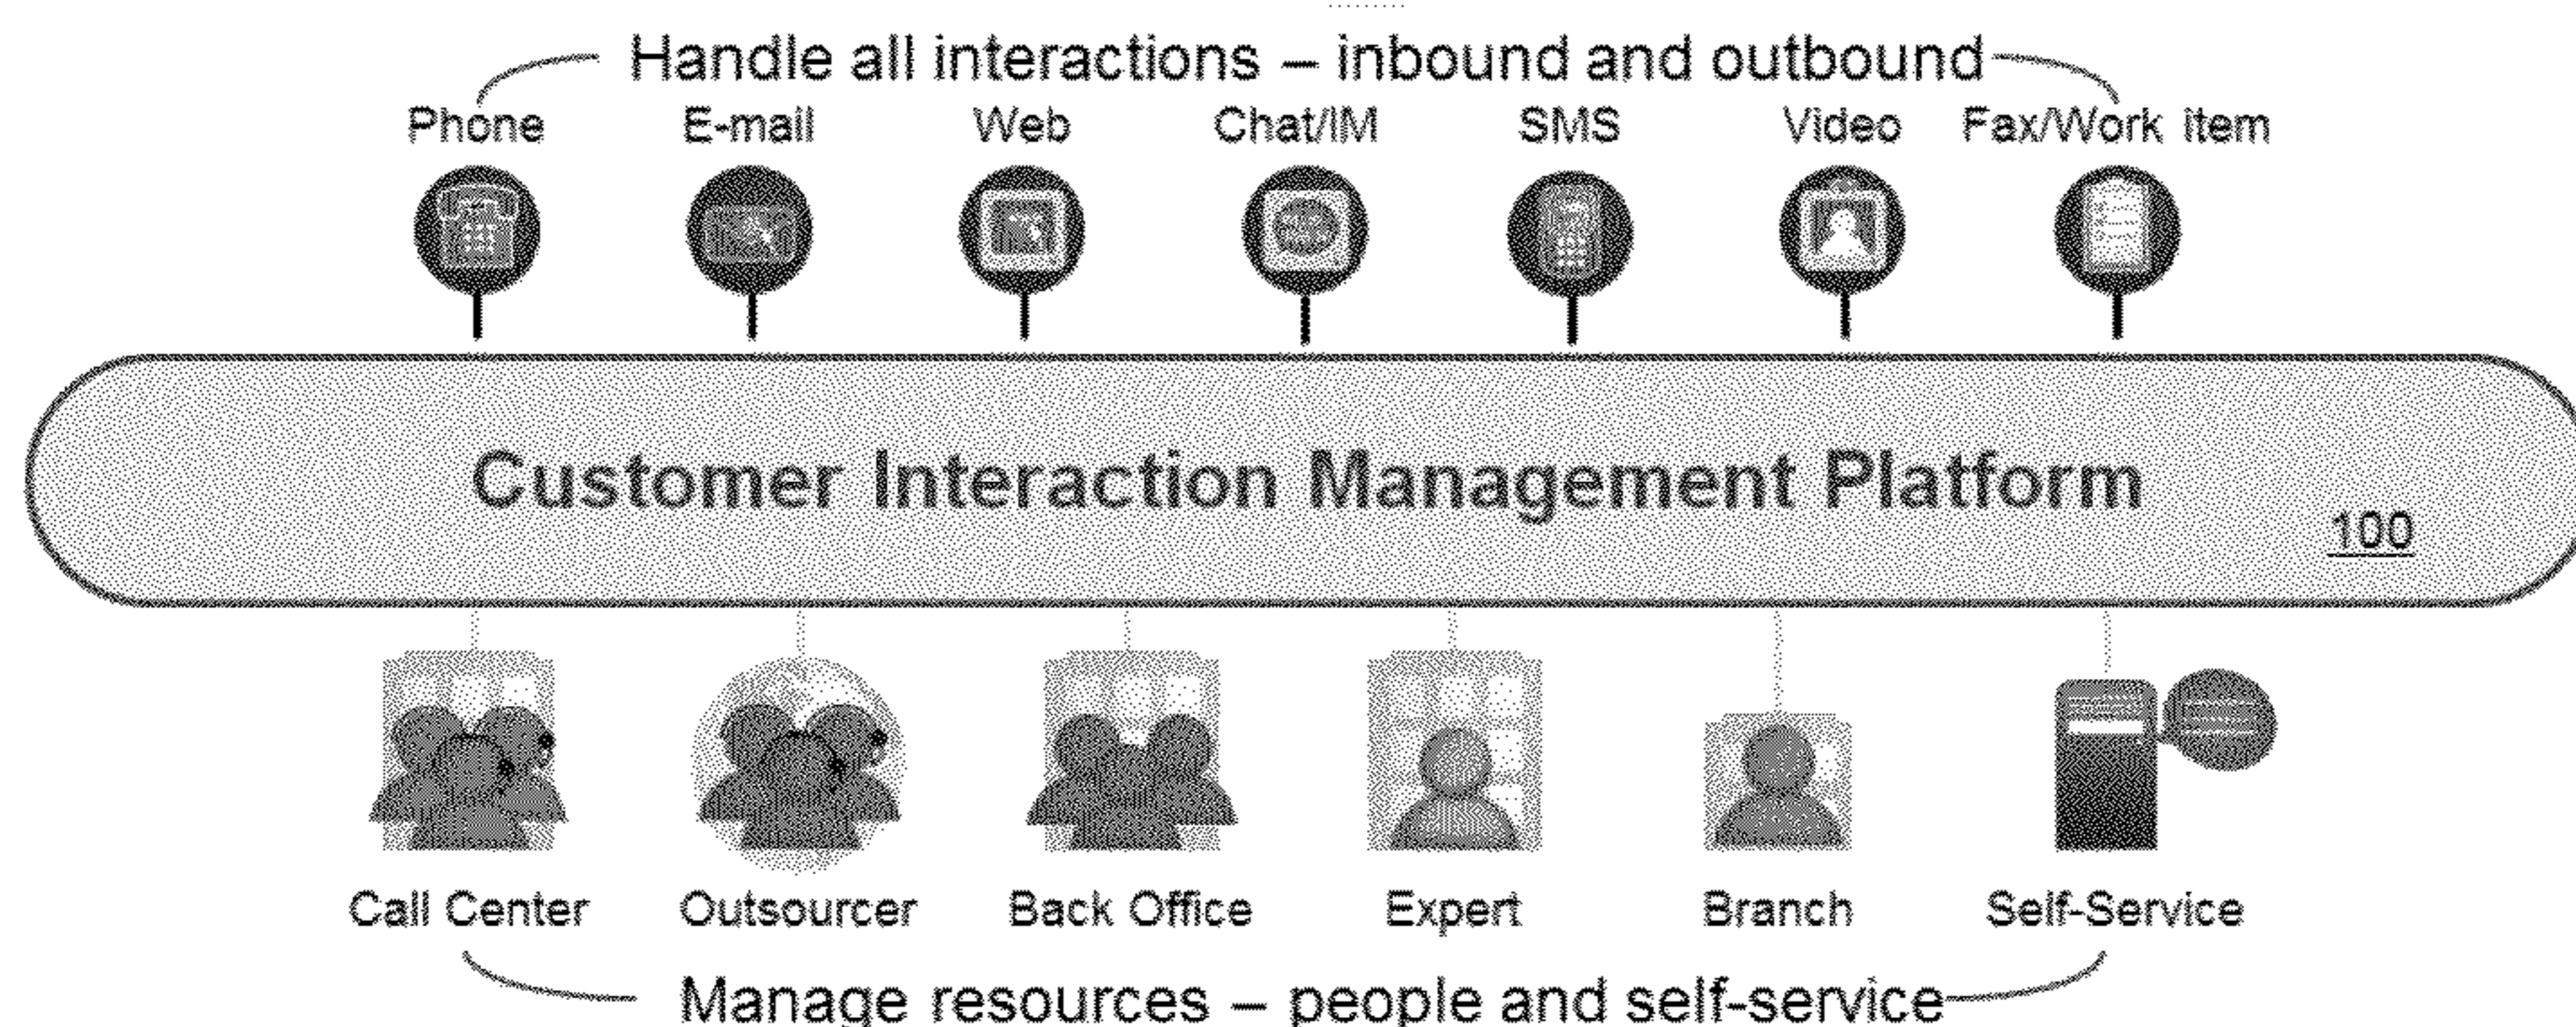 Handle all interactions – inbound and outbound
Phone E-mail Web Chat/IM SMS Video Fax/Work item
Customer Interaction Management Platform
100
Call Center Outsourcer Back Office Expert Branch Self-Service
Manage resources – people and self-service